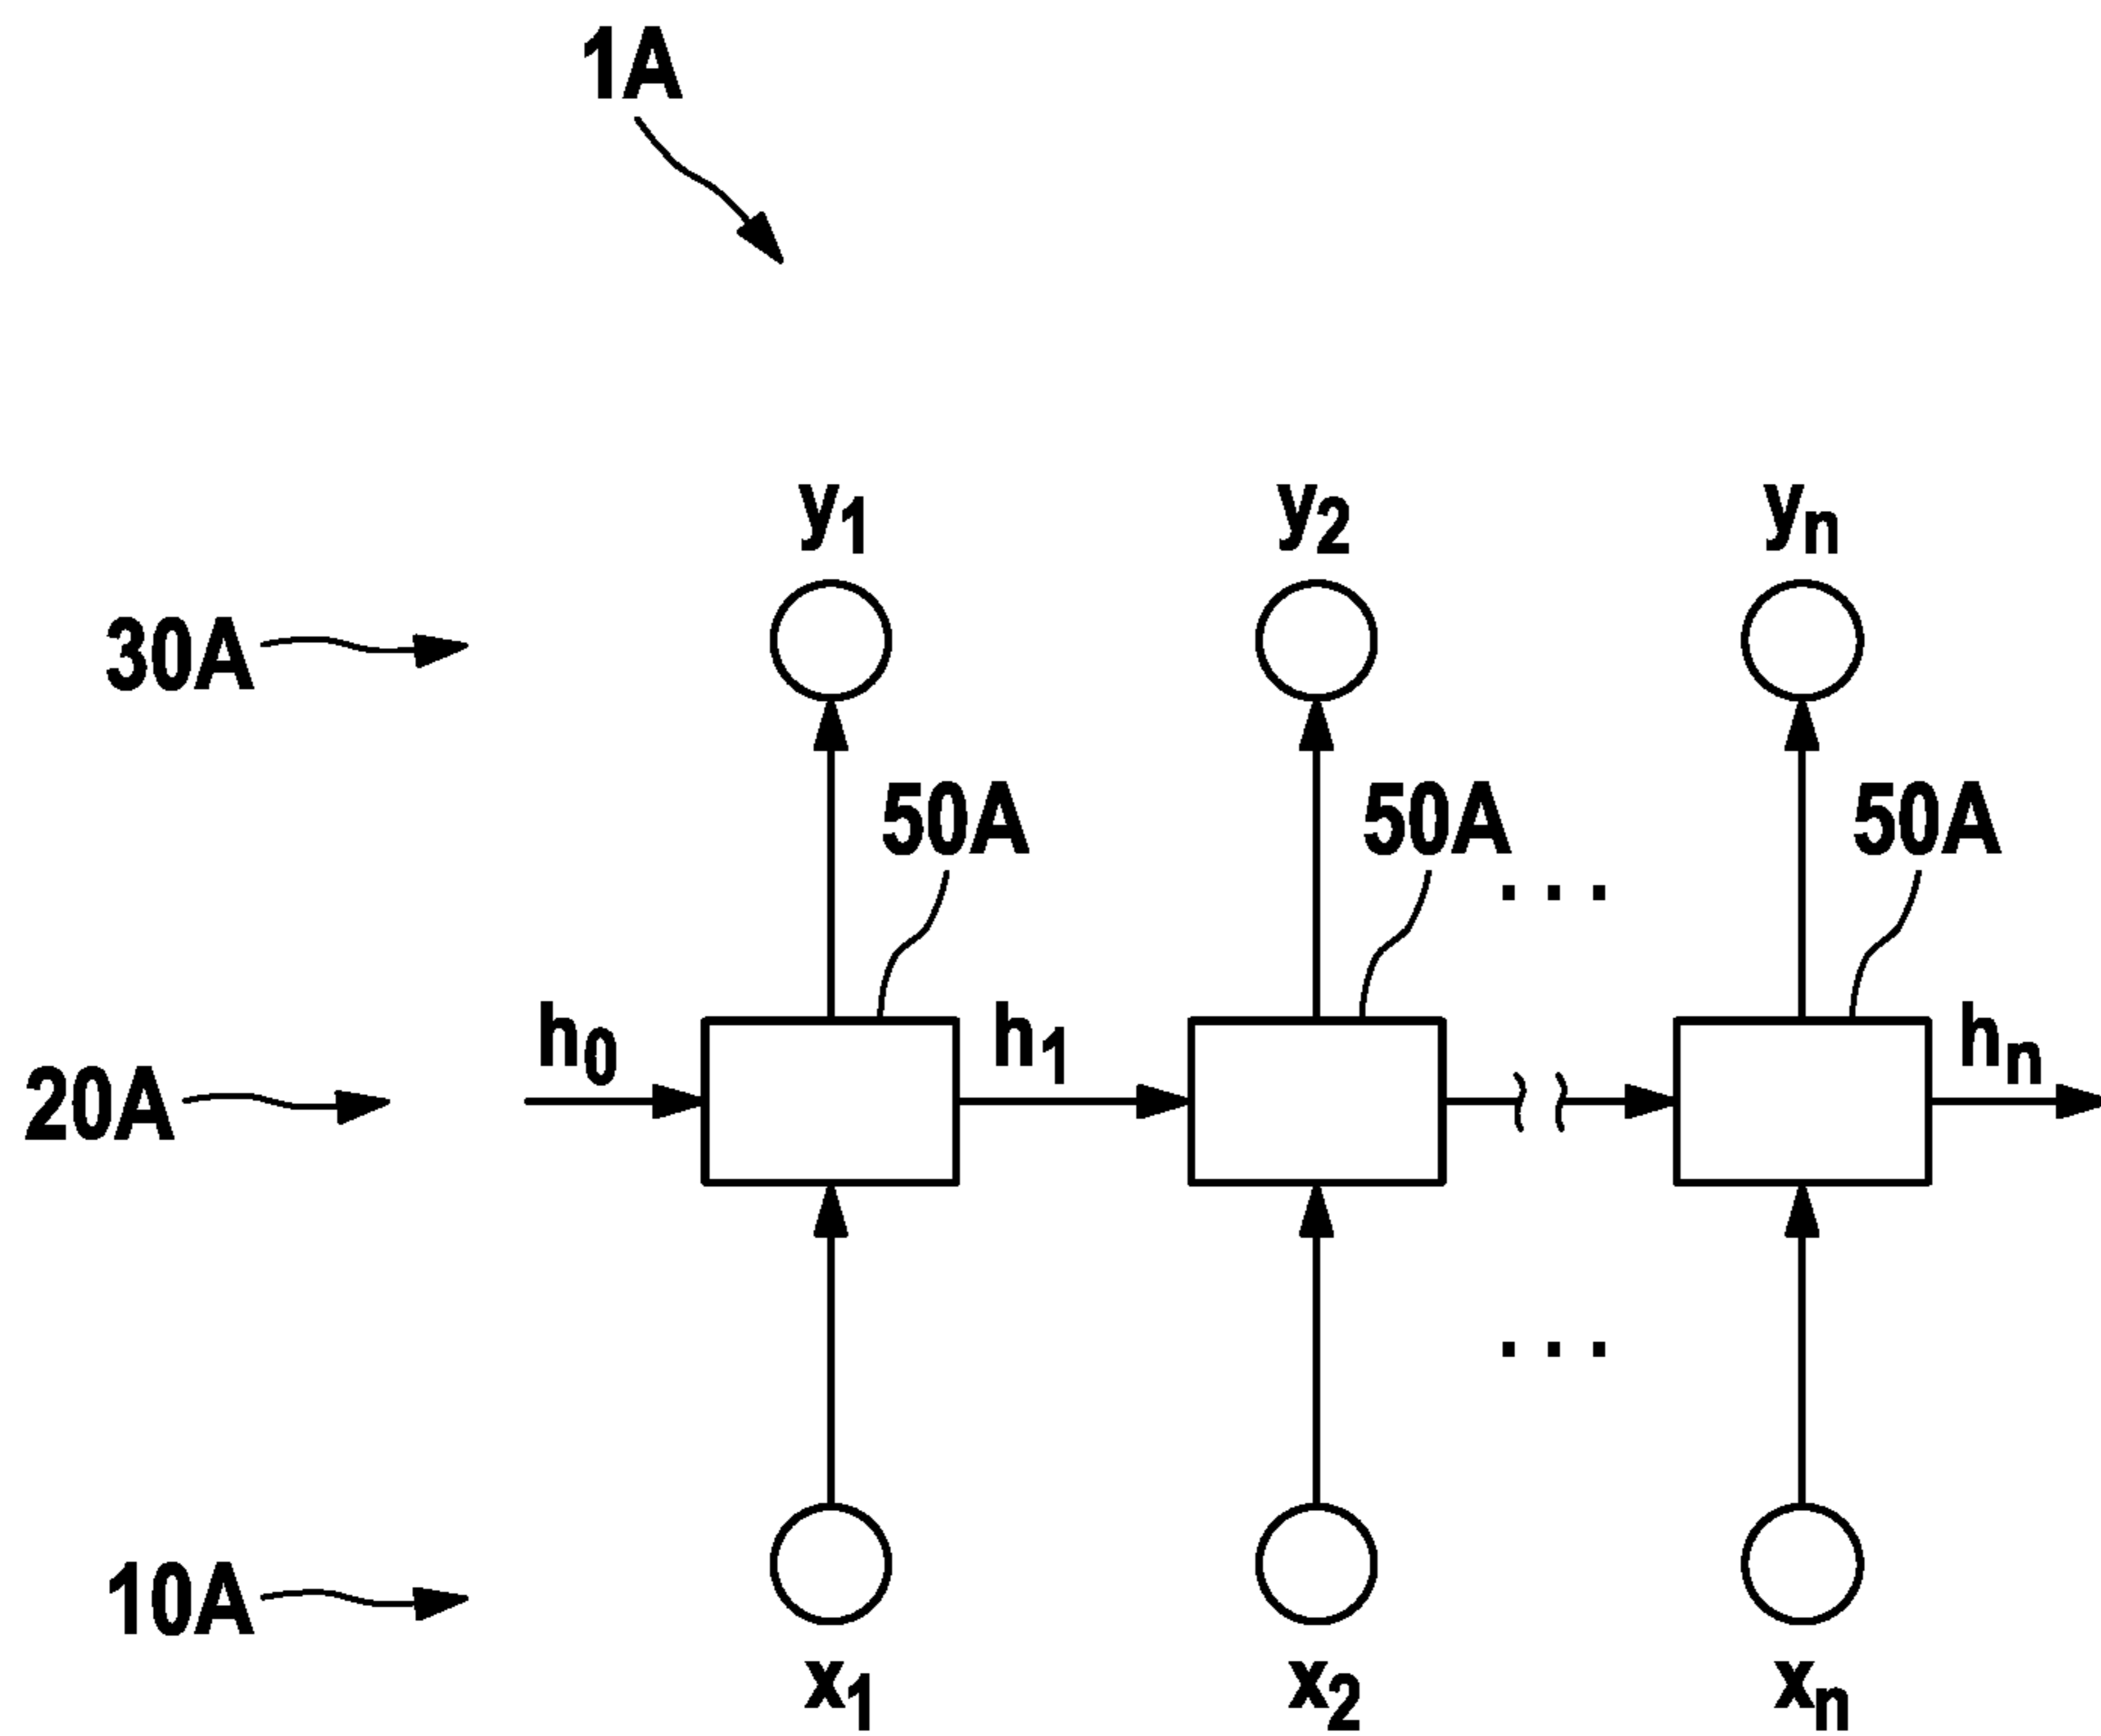 1A
y₁ y₂ yₙ
30A
50A 50A 50A
. . .
h₀ h₁ hₙ
20A
. . .
10A
x₁ x₂ xₙ